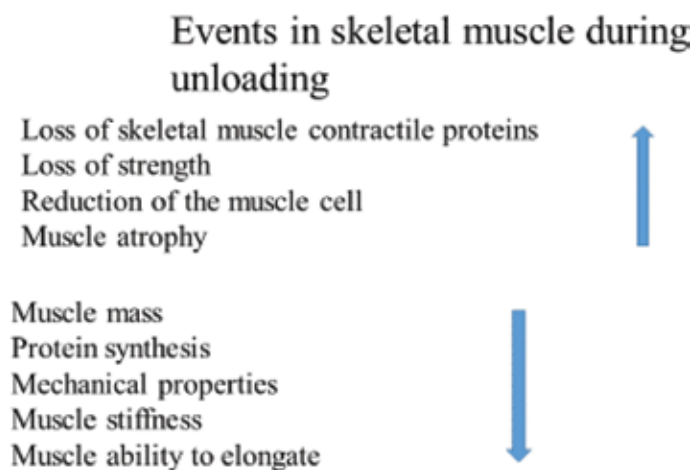 Events in skeletal muscle during
unloading
Loss of skeletal muscle contractile proteins
Loss of strength
Reduction of the muscle cell
Muscle atrophy
Muscle mass
Protein synthesis
Mechanical properties
Muscle stiffness
Muscle ability to elongate